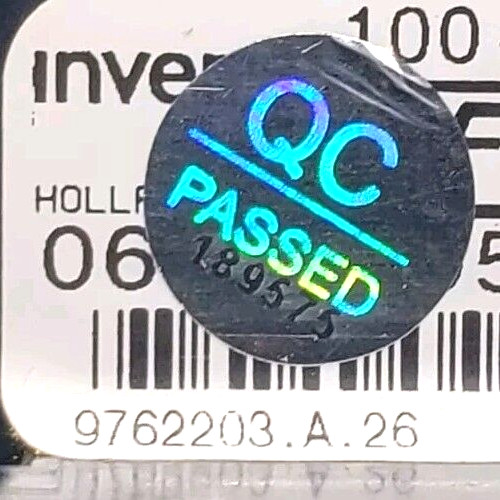 100
inve
HOLL
06
5
QC
PASSED
189575
9762203.A.26